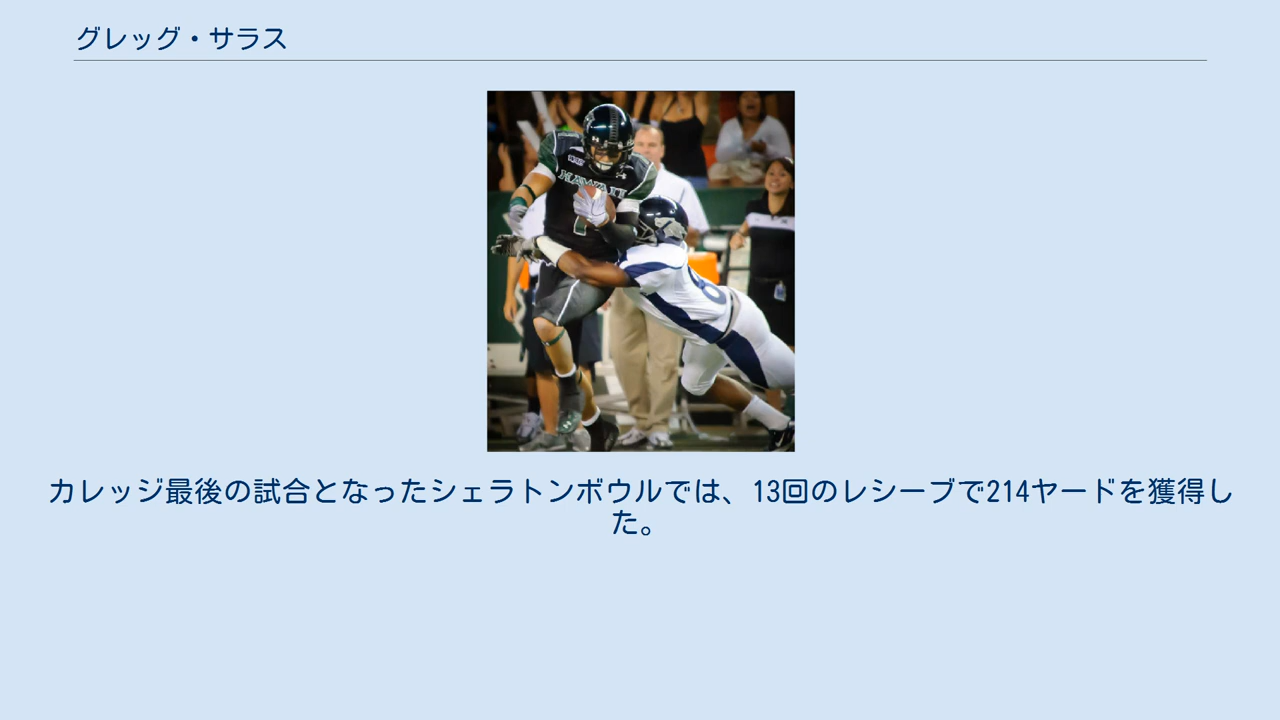 グレッグ・サラス
HAWAII
カレッジ最後の試合となったシェラトンボウルでは、13回のレシーブで214ヤードを獲得し
た。